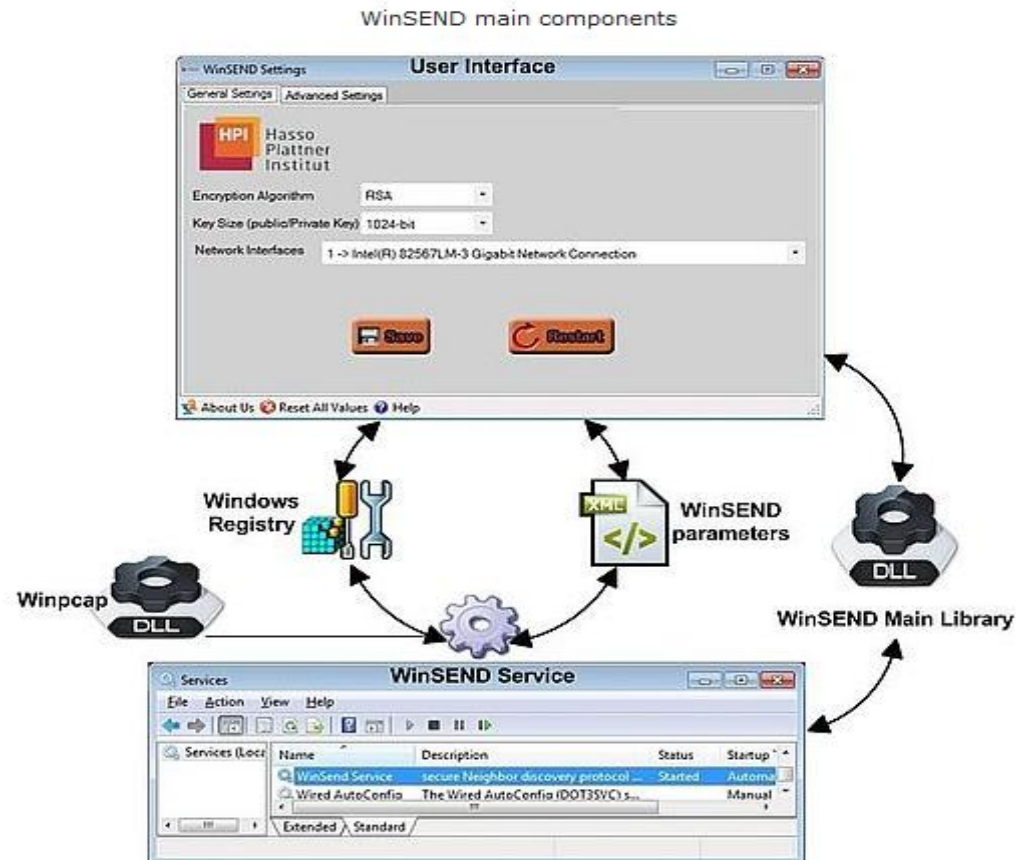 WinSEND main components
WinSEND Settings
User Interface
General Settings
Advanced Settings
HPI
Hasso
Plattner
Institut
Encryption Algorithm
RSA
Key Size (public/Private Key)
1024-bit
Network Interfaces
1 -> Intel(R) 82567LM-3 Gigabit Network Connection
Save
Restart
About Us
Reset All Values
Help
Windows
Registry
XML
</>
WinSEND
parameters
DLL
WinSEND Main Library
Winpcap
DLL
Services
WinSEND Service
File Action View Help
Services (Loca
Name Description Status Startup
WinSend Service secure Neighbor discovery protocol ... Started Automa
Wired AutoConfig The Wired AutoConfig (DOT3SVC) s... Manual
Extended Standard